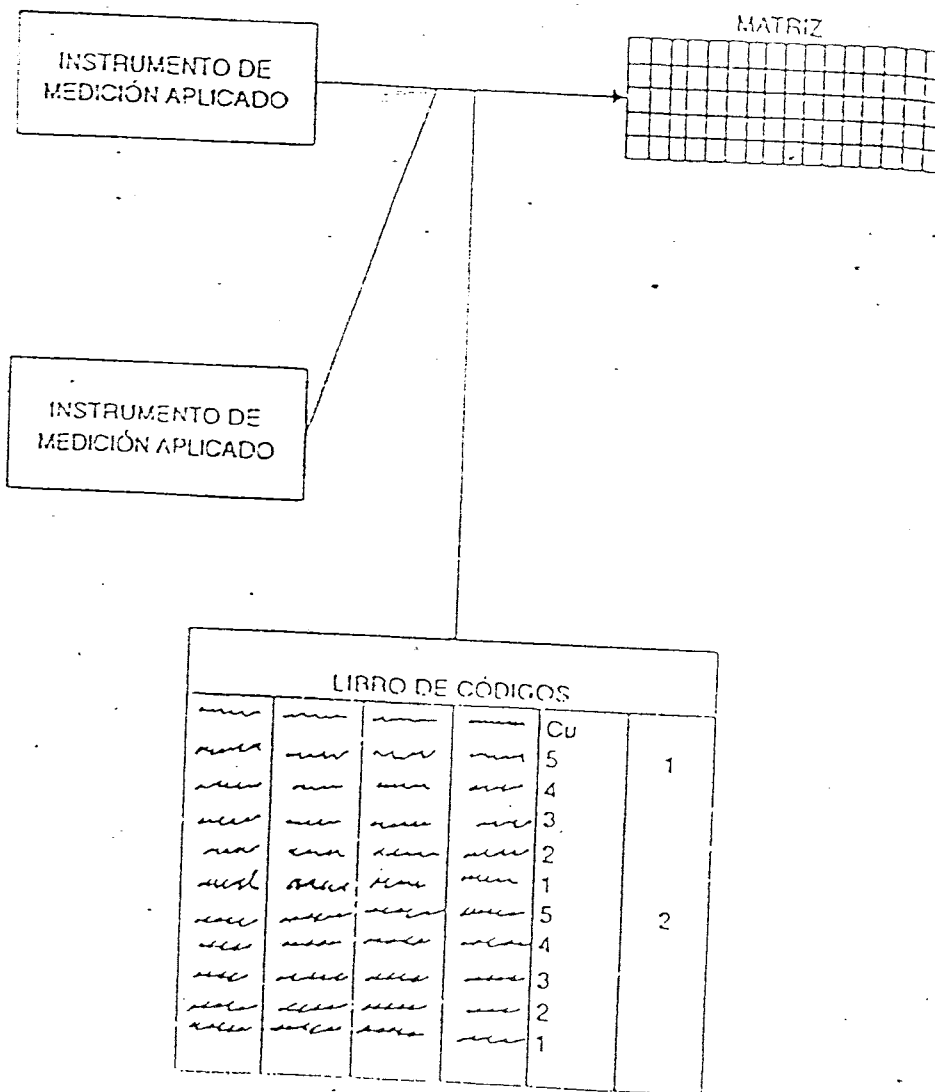 MATRIZ
INSTRUMENTO DE
MEDICIÓN APLICADO
INSTRUMENTO DE
MEDICIÓN APLICADO
LIBRO DE CÓDIGOS
Cu
5 1
4
3
2
1
5 2
4
3
2
1